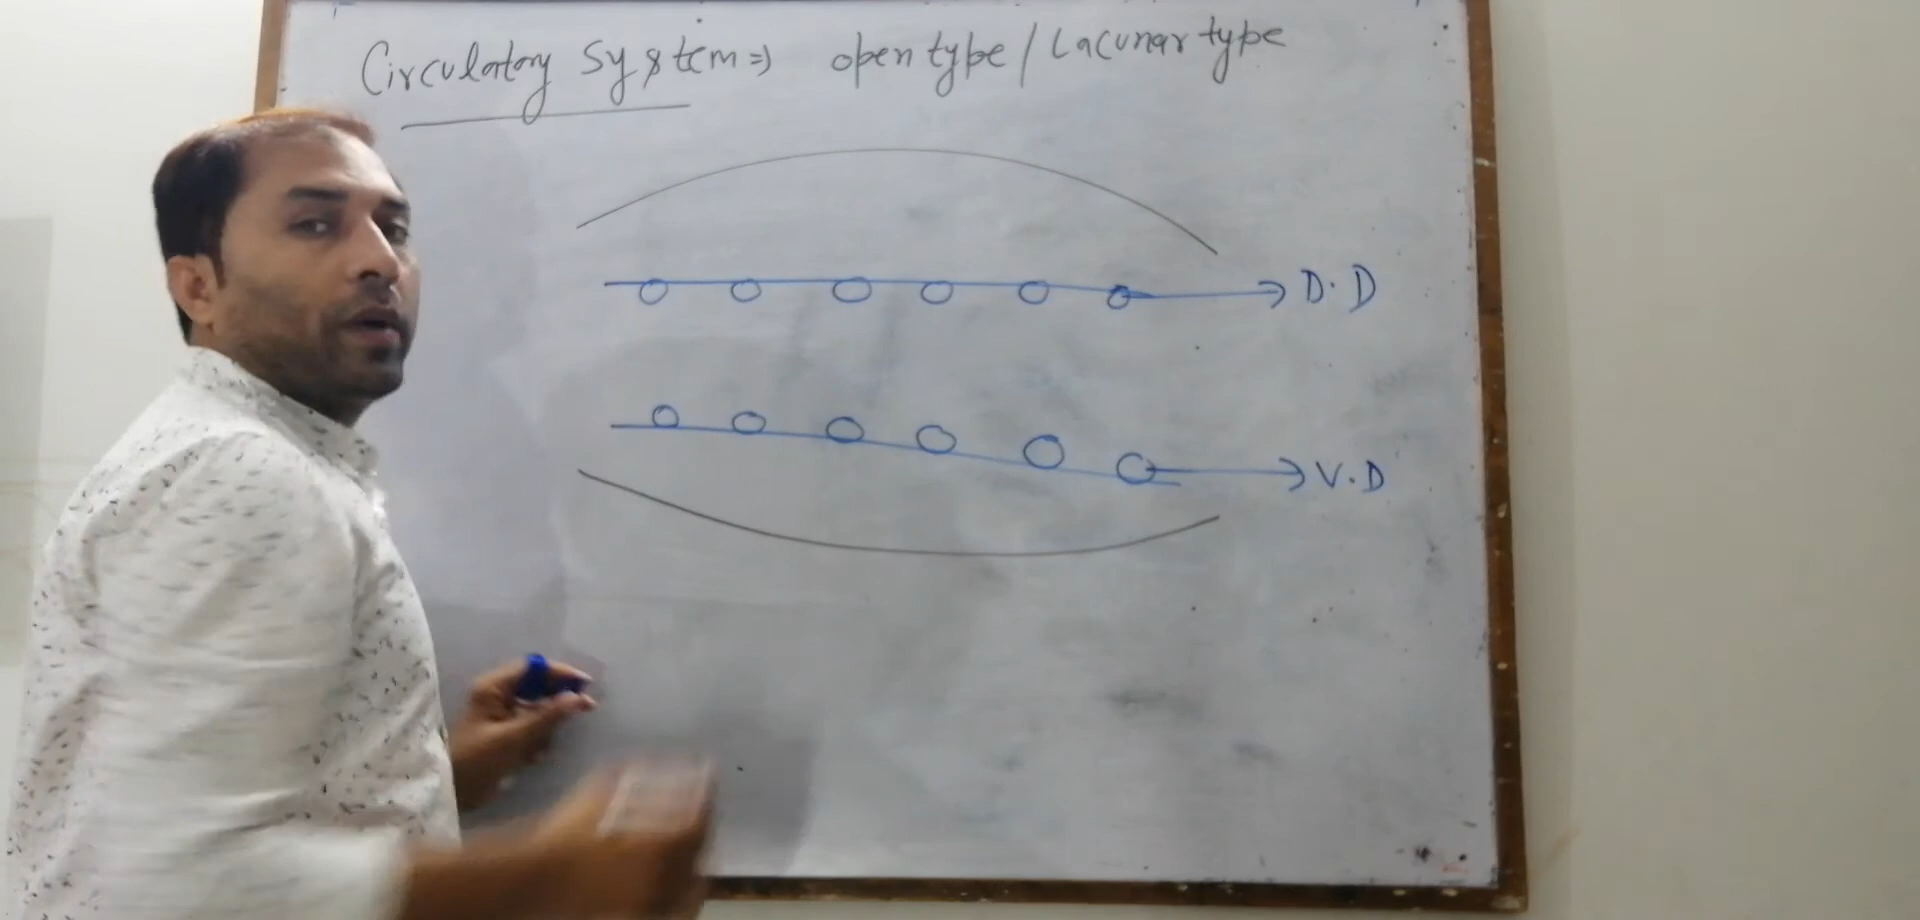 Circulatory System => open type / Lacunar type
D.D
V.D